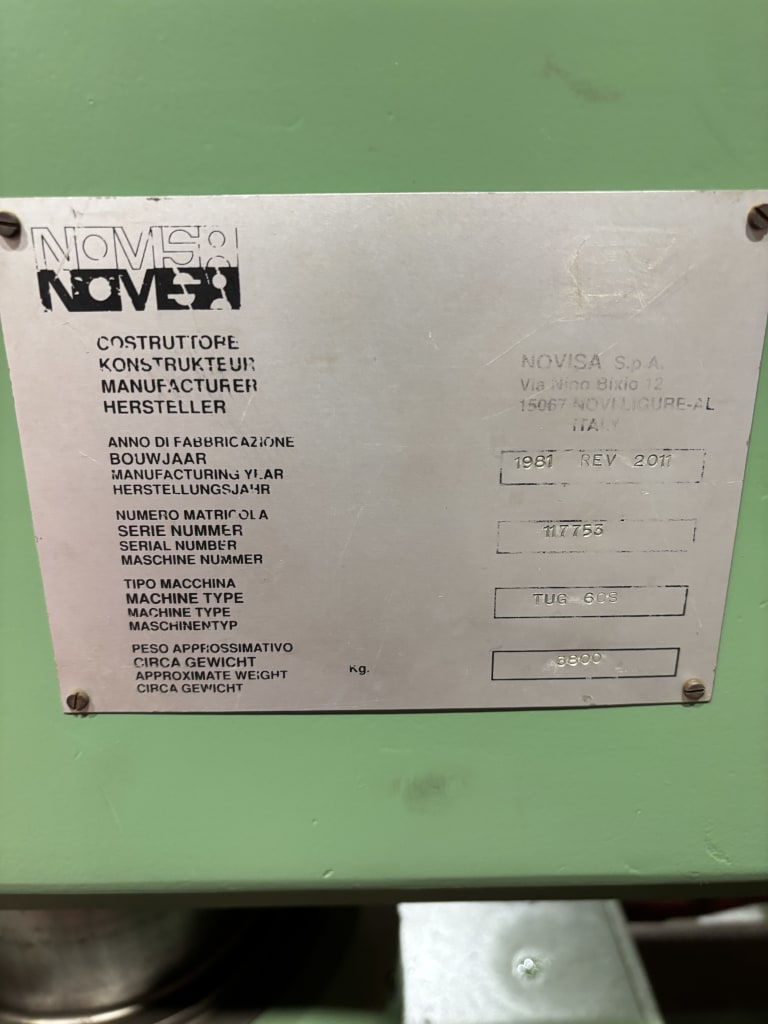 NOVISA
NOVISA
COSTRUTTORE
KONSTRUKTEUR
MANUFACTURER
HERSTELLER
NOVISA S.p.A.
Via Nino Bixio 12
15067 NOVI LIGURE-AL
ITALY
ANNO DI FABBRICAZIONE
BOUWJAAR
MANUFACTURING YEAR
HERSTELLUNGSJAHR
1981 REV 2011
NUMERO MATRICOLA
SERIE NUMMER
SERIAL NUMBER
MASCHINE NUMMER
117753
TIPO MACCHINA
MACHINE TYPE
MACHINE TYPE
MASCHINENTYP
TUG-60S
PESO APPROSSIMATIVO
CIRCA GEWICHT
APPROXIMATE WEIGHT
CIRCA GEWICHT
Kg.
3800